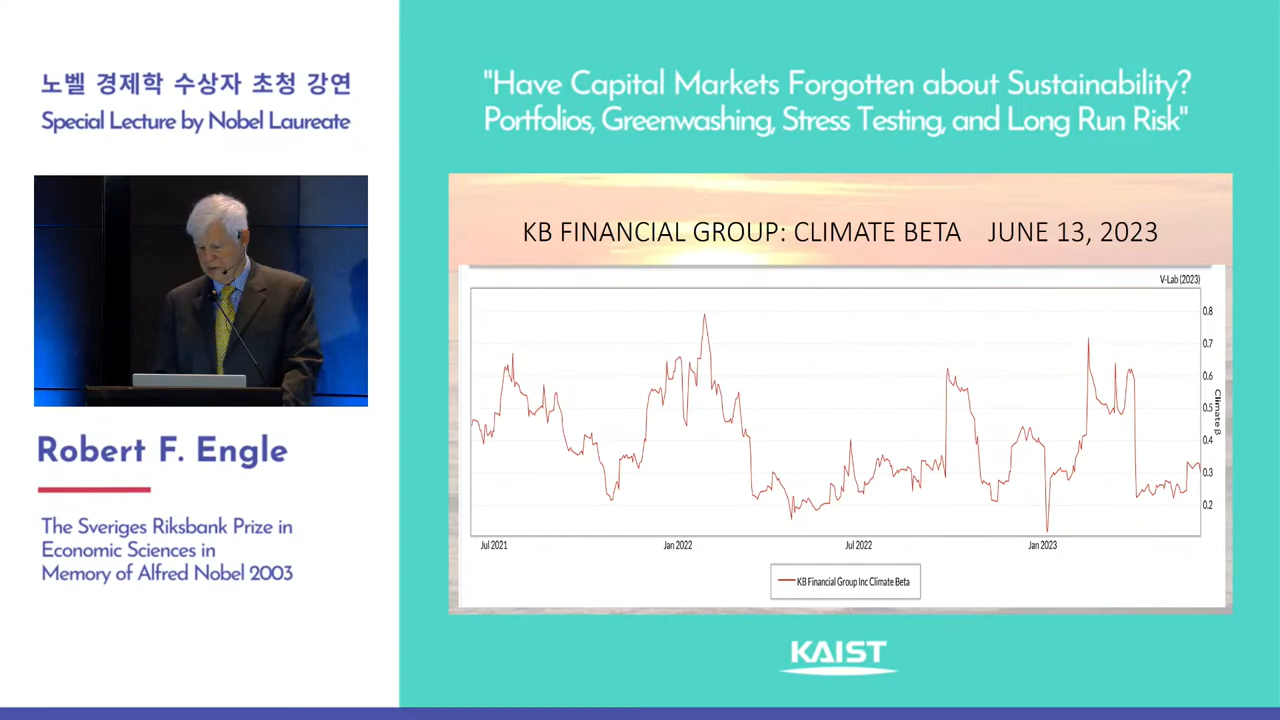 노벨 경제학 수상자 초청 강연
Special Lecture by Nobel Laureate
Robert F. Engle
The Sveriges Riksbank Prize in
Economic Sciences in
Memory of Alfred Nobel 2003
"Have Capital Markets Forgotten about Sustainability?
Portfolios, Greenwashing, Stress Testing, and Long Run Risk"
KB FINANCIAL GROUP: CLIMATE BETA JUNE 13, 2023
V-Lab (2023)
0.8
0.7
0.6
0.5
0.4
0.3
0.2
Climate β
Jul 2021
Jan 2022
Jul 2022
Jan 2023
KB Financial Group Inc Climate Beta
KAIST